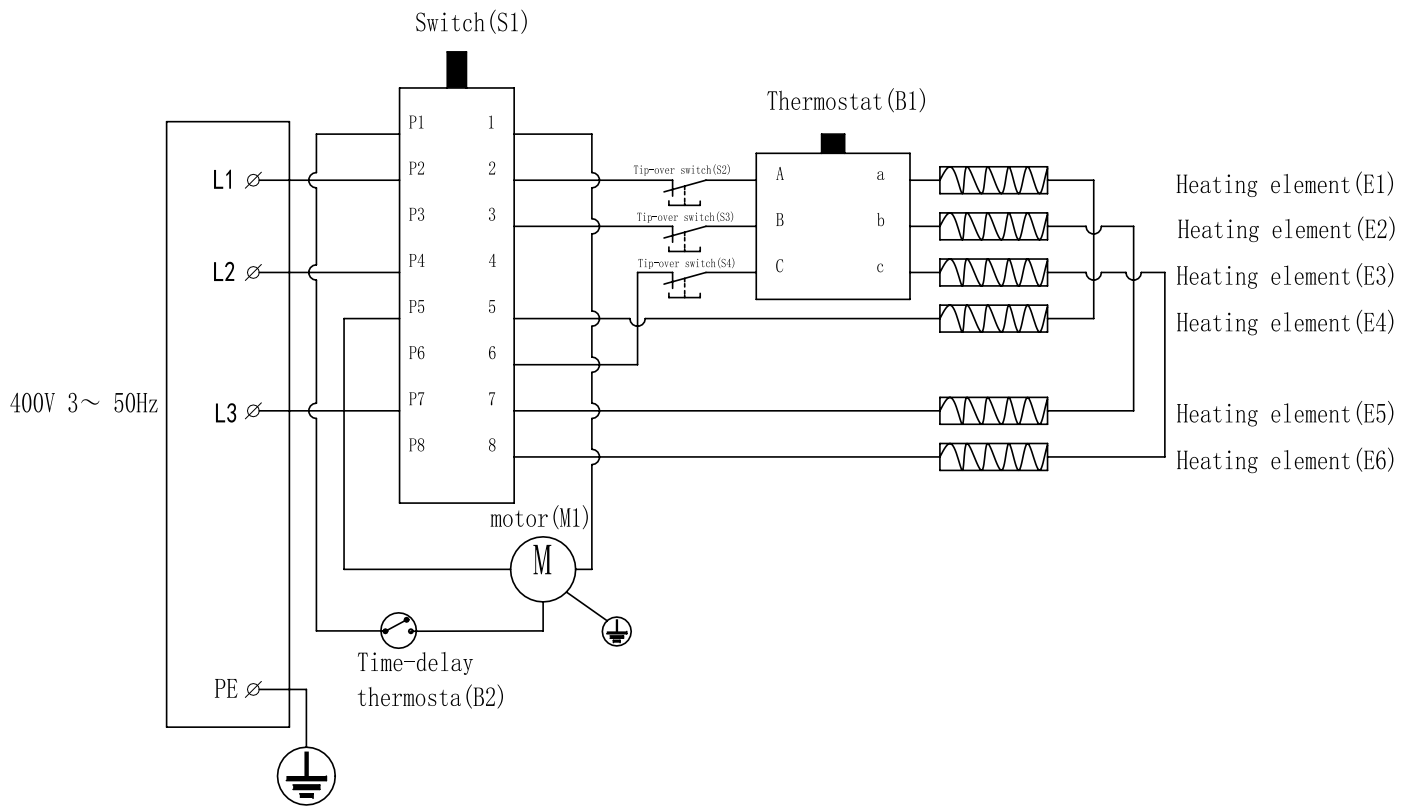 Switch(S1)
Thermostat(B1)
P1 1
P2 2
P3 3
P4 4
P5 5
P6 6
P7 7
P8 8
L1
L2
L3
PE
400V 3～ 50Hz
Tip-over switch(S2)
Tip-over switch(S3)
Tip-over switch(S4)
A a
B b
C c
Heating element(E1)
Heating element(E2)
Heating element(E3)
Heating element(E4)
Heating element(E5)
Heating element(E6)
motor(M1)
M
Time-delay
thermosta(B2)